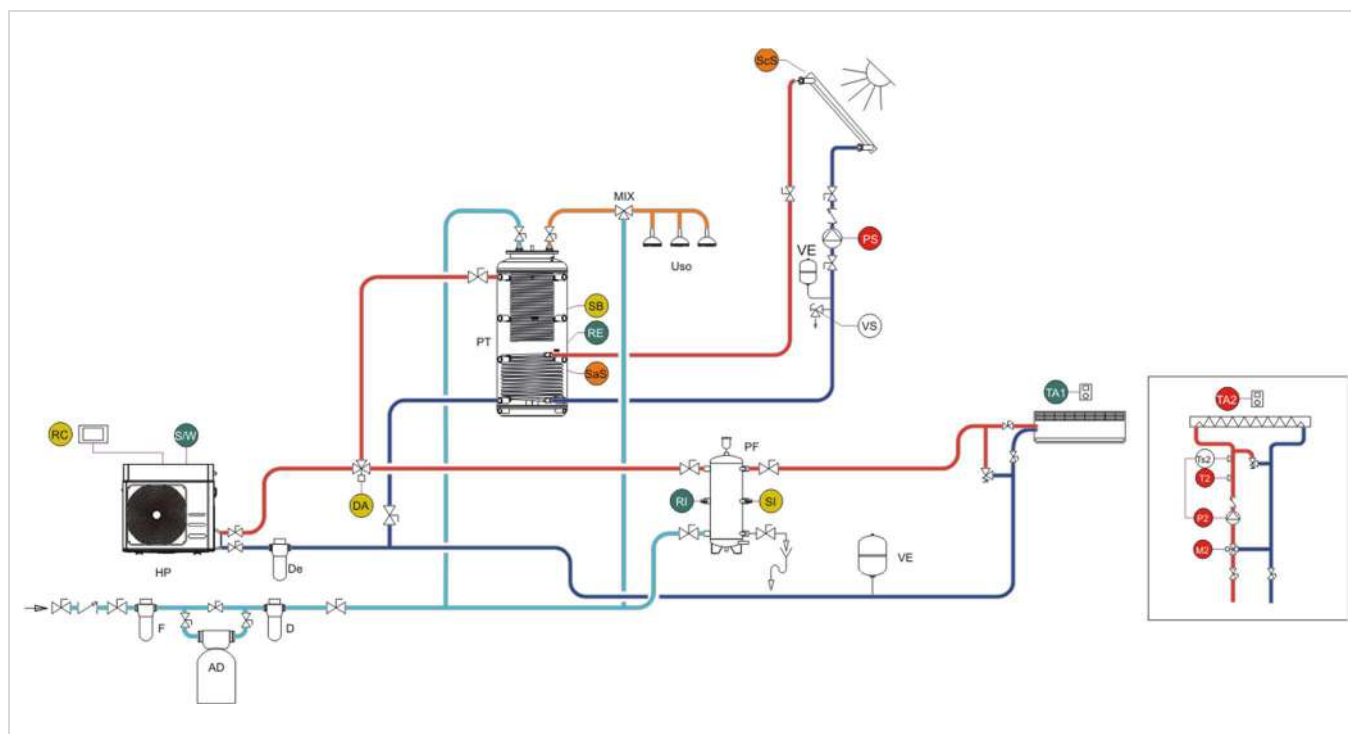 ScS
MIX
PS
VE
Uso
SB
VS
RE
PT
SaS
TA1
TA2
RC
S/W
PF
Ts2
T2
DA
RI
SI
P2
M2
VE
De
HP
F
D
AD